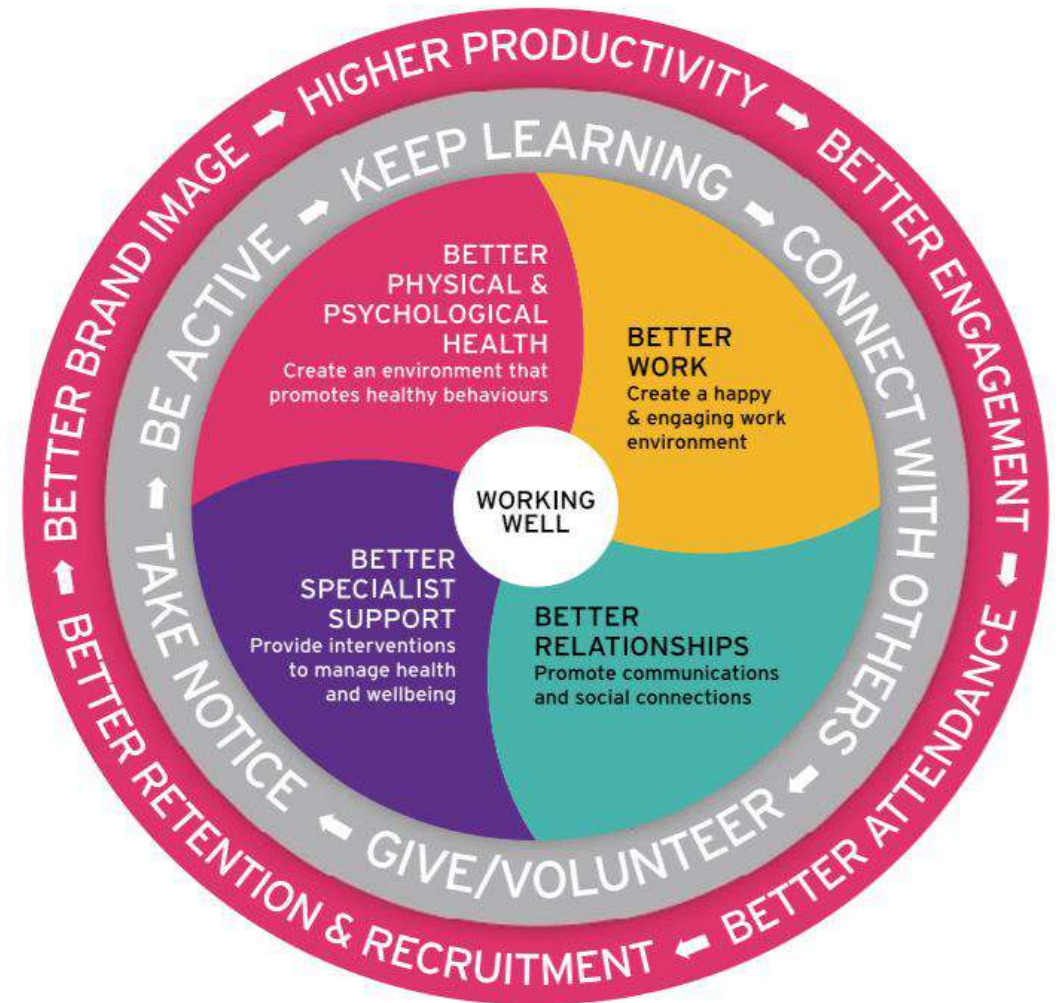 HIGHER PRODUCTIVITY
BETTER ENGAGEMENT
BETTER ATTENDANCE
BETTER RETENTION & RECRUITMENT
BETTER BRAND IMAGE
KEEP LEARNING
CONNECT WITH OTHERS
GIVE/VOLUNTEER
TAKE NOTICE
BE ACTIVE
BETTER
PHYSICAL &
PSYCHOLOGICAL
HEALTH
Create an environment that
promotes healthy behaviours
BETTER
WORK
Create a happy
& engaging work
environment
WORKING
WELL
BETTER
SPECIALIST
SUPPORT
Provide interventions
to manage health
and wellbeing
BETTER
RELATIONSHIPS
Promote communications
and social connections